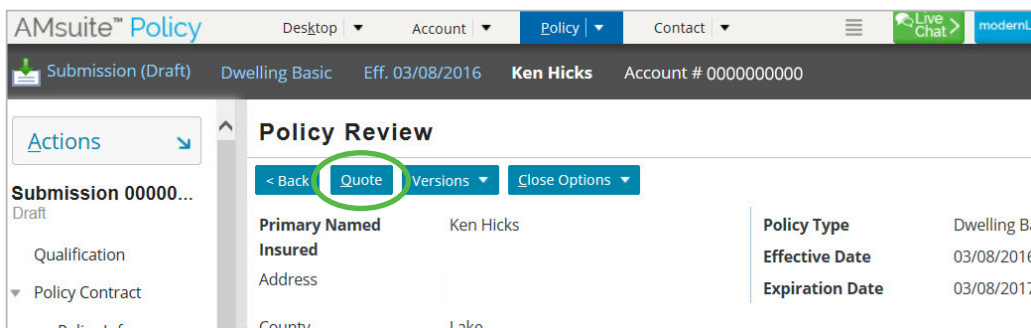 AMsuite™ Policy Desktop Account Policy Contact Live Chat
Submission (Draft) Dwelling Basic Eff. 03/08/2016 Ken Hicks Account # 0000000000
Actions
Submission 00000...
Draft
Qualification
Policy Contract
Policy Review
< Back Quote Versions Close Options
Primary Named Insured Ken Hicks
Address
County Lake
Policy Type Dwelling
Effective Date 03/08/2016
Expiration Date 03/08/2017